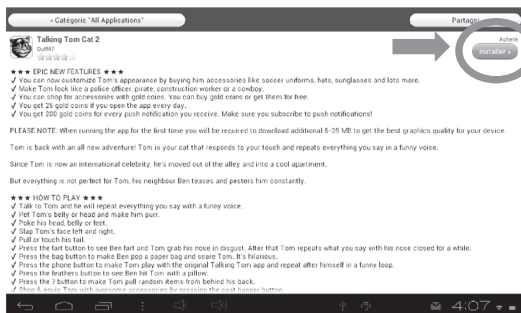 « Catégorie "All Applications"
Partager
Talking Tom Cat 2
Outfit7
Acheté
Installer »
★★★ EPIC NEW FEATURES ★★★
✓ You can now customize Tom's appearance by buying him accessories like soccer uniforms, hats, sunglasses and lots more.
✓ Make Tom look like a police officer, pirate, construction worker or a cowboy.
✓ You can shop for accessories with gold coins. You can buy gold coins or get them for free.
✓ You get 25 gold coins if you open the app every day.
✓ You get 200 gold coins for every push notification you receive. Make sure you subscribe to push notifications!
PLEASE NOTE: When running the app for the first time you will be required to download additional 5-39 MB to get the best graphics quality for your device.
Tom is back with an all new adventure! Tom is your cat that responds to your touch and repeats everything you say in a funny voice.
Since Tom is now an international celebrity, he's moved out of the alley and into a cool apartment.
But everything is not perfect for Tom, his neighbour Ben teases and pesters him constantly.
★★★ HOW TO PLAY ★★★
✓ Talk to Tom and he will repeat everything you say with a funny voice.
✓ Pet Tom's belly or head and make him purr.
✓ Poke his head, belly or feet.
✓ Slap Tom's face left and right.
✓ Pull or touch his tail.
✓ Press the fart button to see Ben fart and Tom grab his nose in disgust. After that Tom repeats what you say with his nose closed for a while.
✓ Press the bag button to make Ben pop a paper bag and scare Tom. It's hilarious.
✓ Press the phone button to make Tom play with the original Talking Tom app and repeat after himself in a funny loop.
✓ Press the feathers button to see Ben hit Tom with a pillow.
✓ Press the ? button to make Tom pull random items from behind his back.
✓ Shop & equip Tom with awesome accessories by pressing the coat hanger button.
4:07